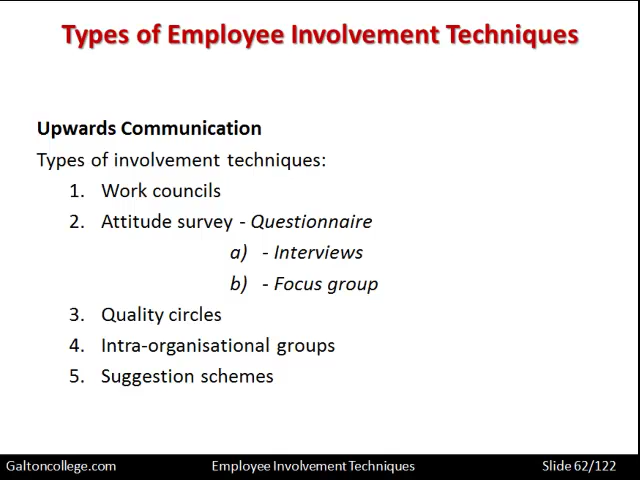 Types of Employee Involvement Techniques
Upwards Communication
Types of involvement techniques:
1. Work councils
2. Attitude survey - Questionnaire
a) - Interviews
b) - Focus group
3. Quality circles
4. Intra-organisational groups
5. Suggestion schemes
Galtoncollege.com Employee Involvement Techniques Slide 62/122